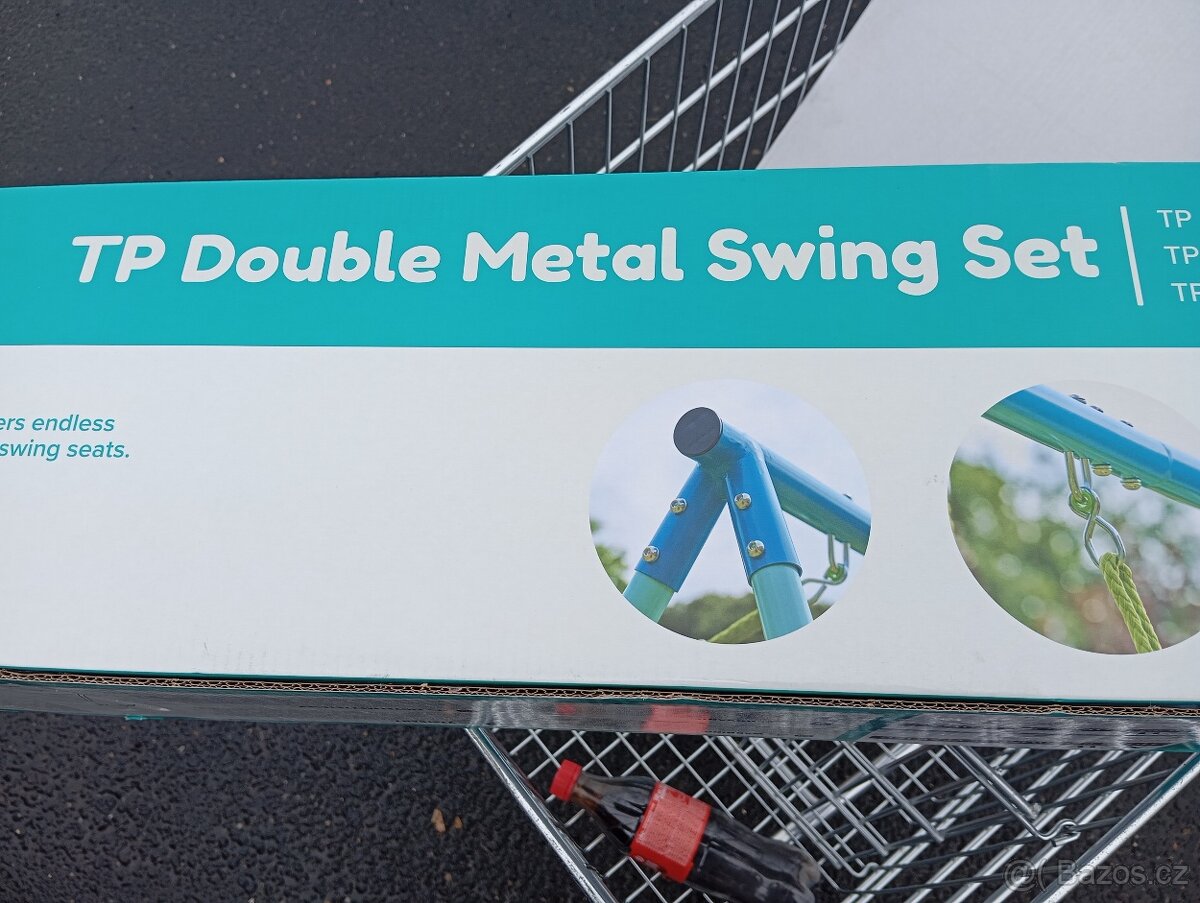 TP Double Metal Swing Set
TP
TP
TP
ers endless
swing seats.
@ Bazos.cz